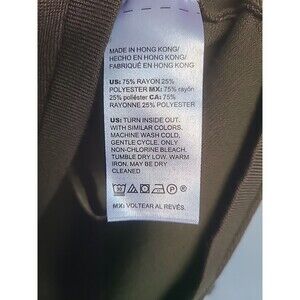 MADE IN HONG KONG/
HECHO EN HONG KONG/
FABRIQUÉ EN HONG KONG
US: 75% RAYON 25%
POLYESTER MX: 75% rayón
25% poliéster CA: 75%
RAYONNE 25% POLYESTER
US: TURN INSIDE OUT.
WITH SIMILAR COLORS.
MACHINE WASH COLD,
GENTLE CYCLE. ONLY
NON-CHLORINE BLEACH.
TUMBLE DRY LOW. WARM
IRON. MAY BE DRY
CLEANED
MX: VOLTEAR AL REVÉS.